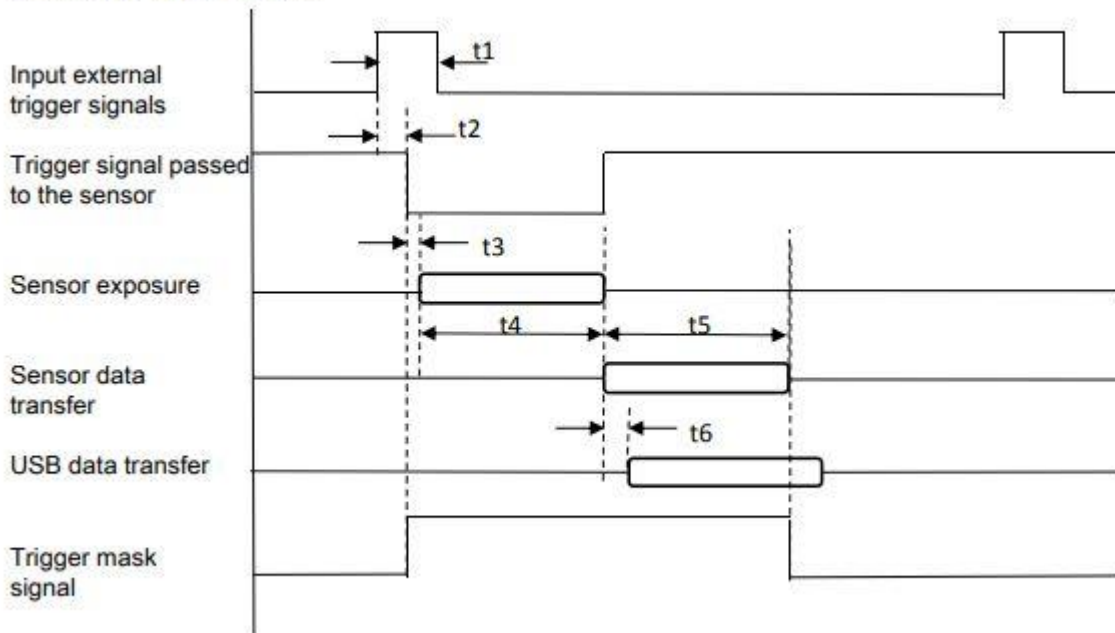 t1
Input external
trigger signals
t2
Trigger signal passed
to the sensor
t3
Sensor exposure
t4
t5
Sensor data
transfer
t6
USB data transfer
Trigger mask
signal